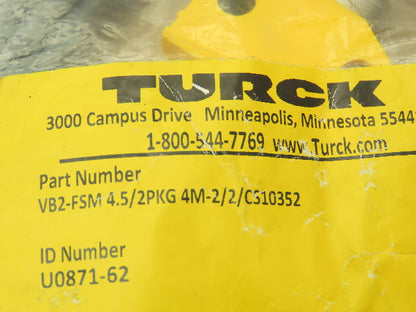 TURCK
3000 Campus Drive Minneapolis, Minnesota 5544
1-800-544-7769 www.Turck.com
Part Number
VB2-FSM 4.5/2PKG 4M-2/2/CS10352
ID Number
U0871-62